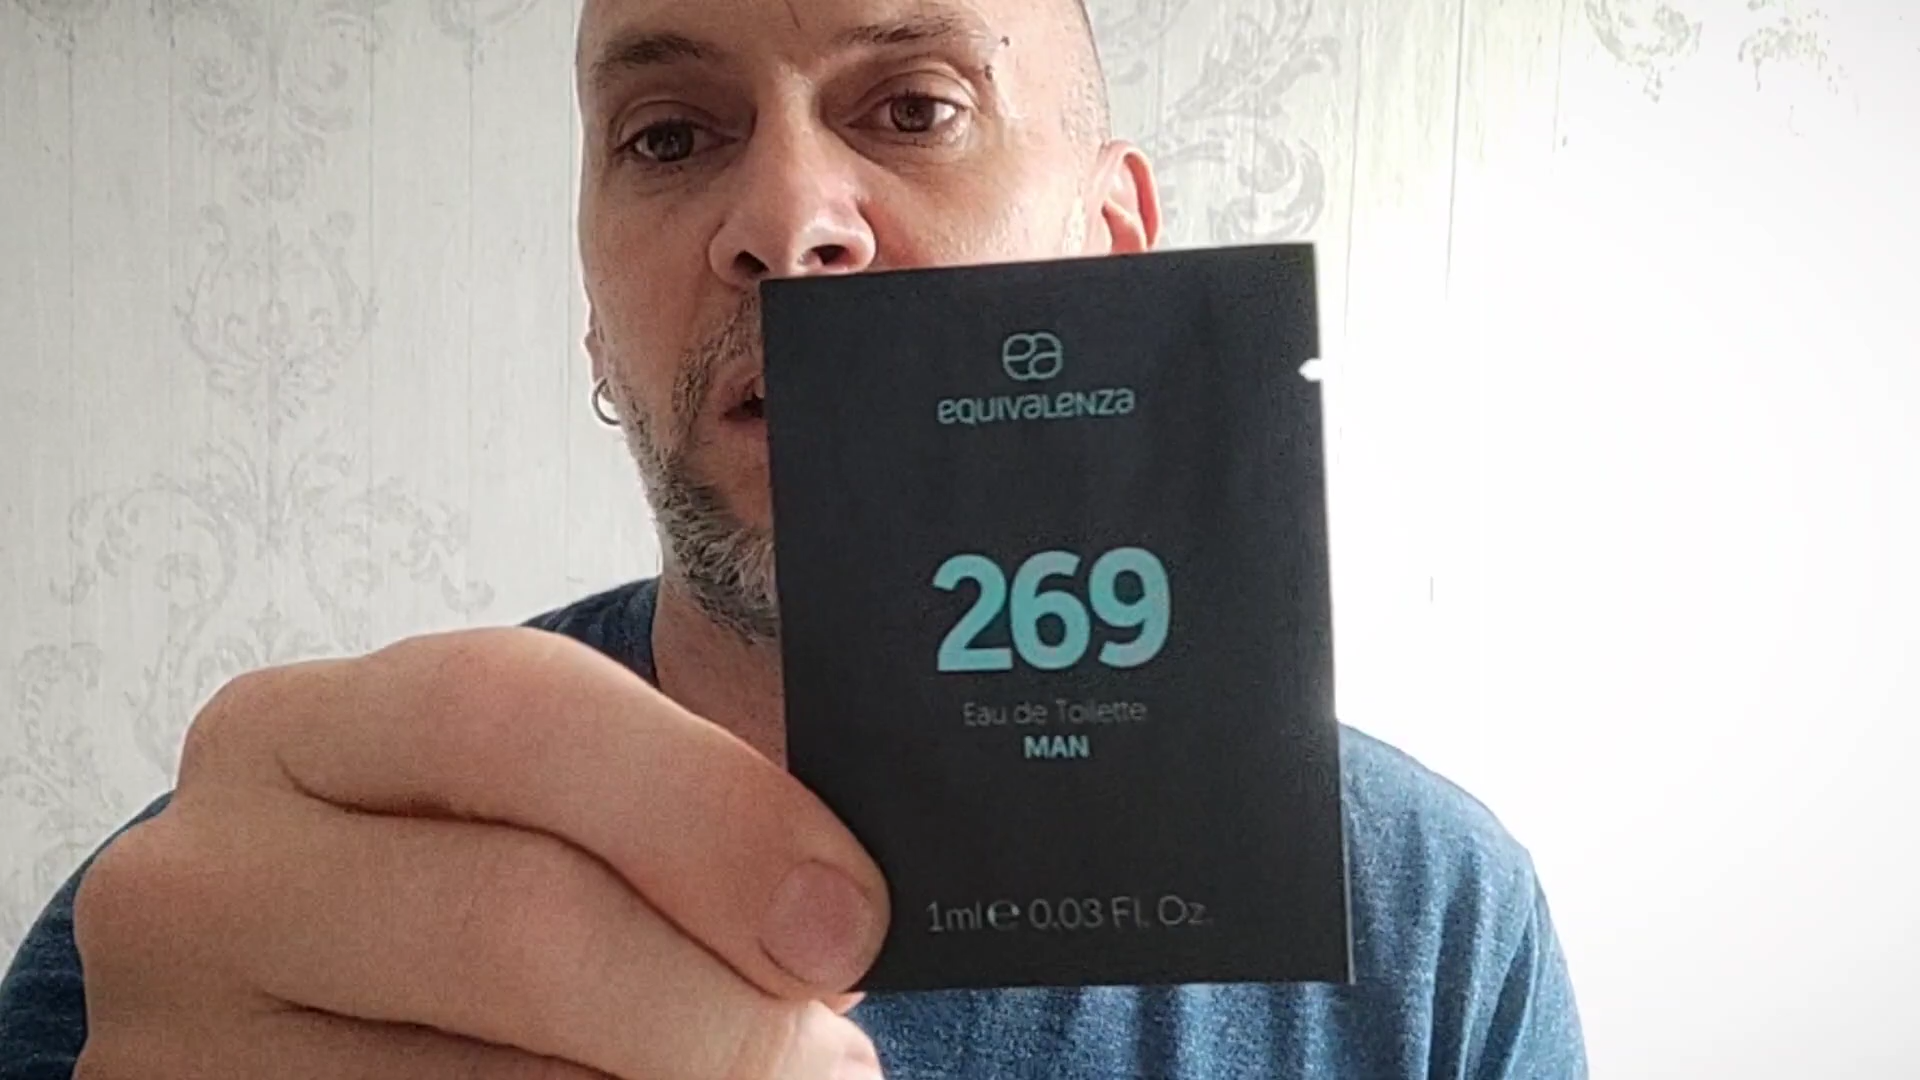 ea
equivalenza
269
Eau de Toilette
MAN
1ml℮ 0.03 Fl. Oz.